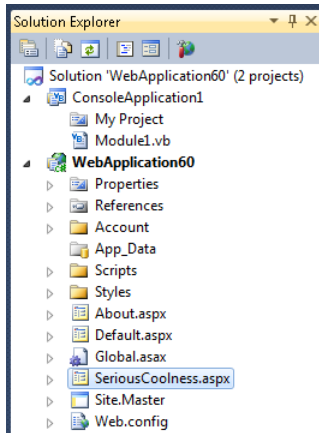 Solution Explorer
Solution 'WebApplication60' (2 projects)
ConsoleApplication1
My Project
Module1.vb
WebApplication60
Properties
References
Account
App_Data
Scripts
Styles
About.aspx
Default.aspx
Global.asax
SeriousCoolness.aspx
Site.Master
Web.config